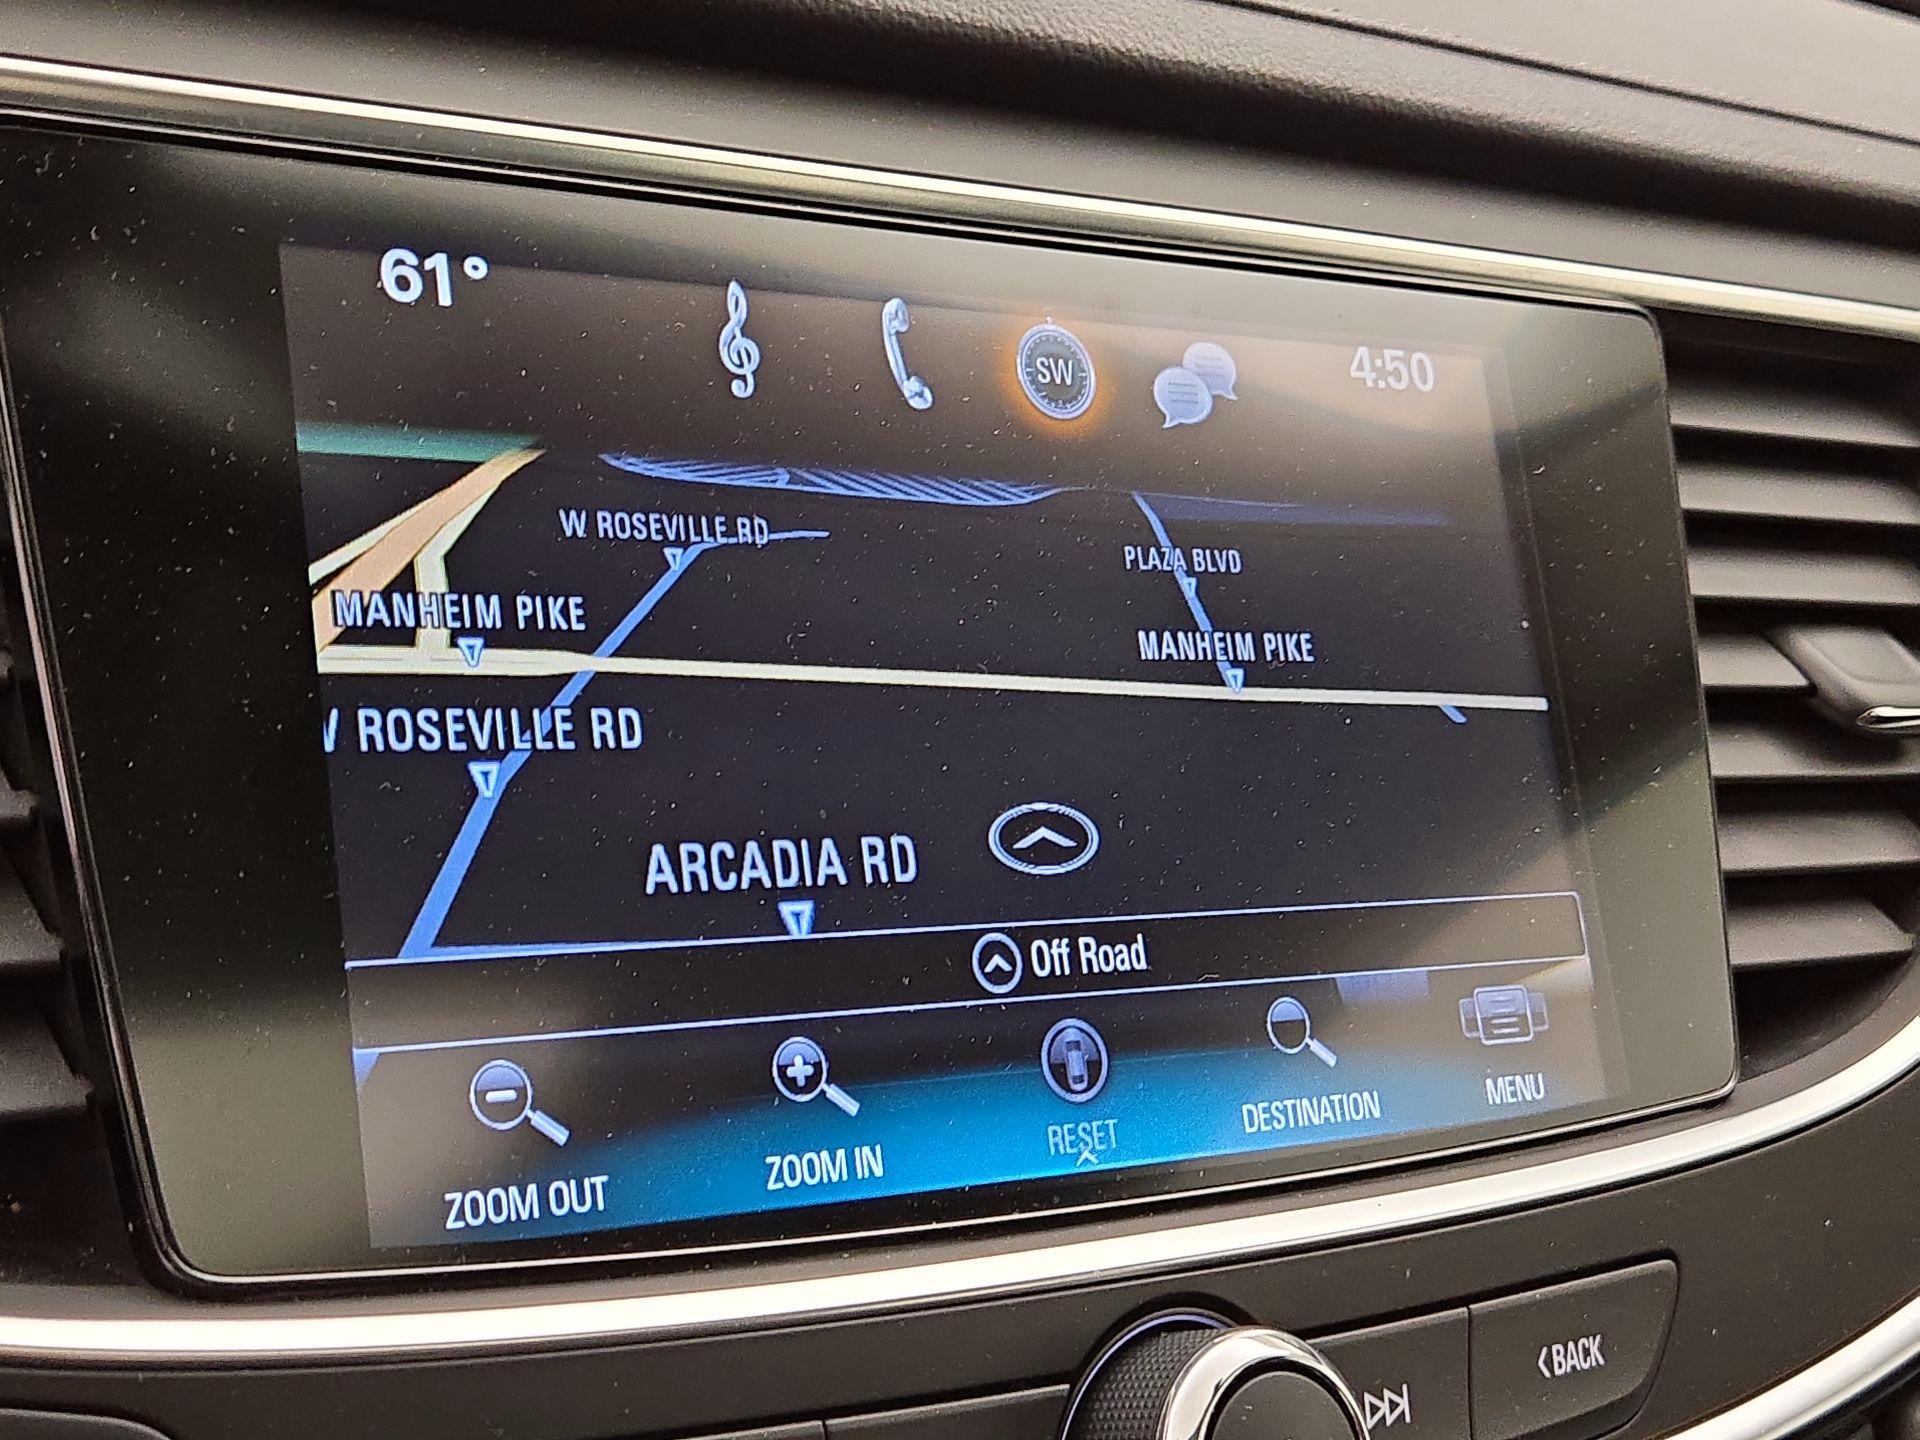 61°
SW
4:50
W ROSEVILLE RD
PLAZA BLVD
MANHEIM PIKE
MANHEIM PIKE
ROSEVILLE RD
ARCADIA RD
Off Road
ZOOM OUT
ZOOM IN
RESET
DESTINATION
MENU
BACK